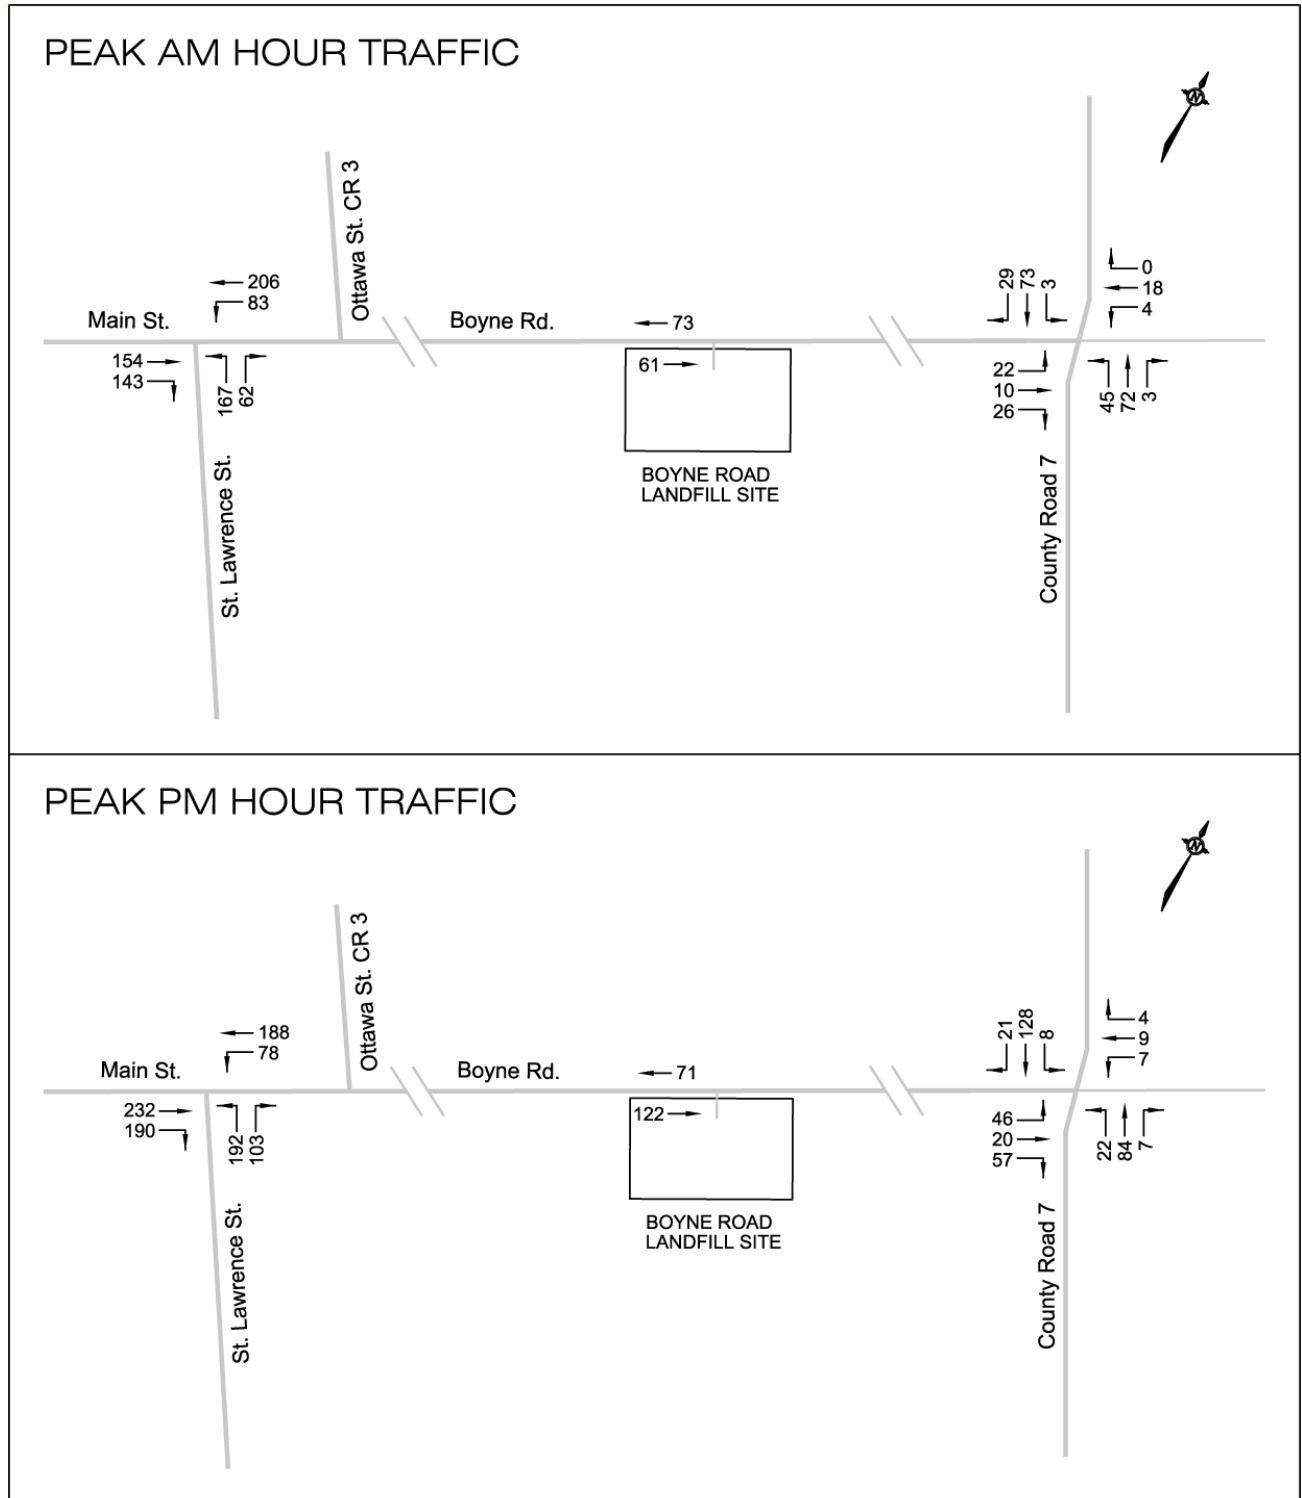 PEAK AM HOUR TRAFFIC
N
Ottawa St. CR 3
206
83
Main St.
154
143
167
62
St. Lawrence St.
Boyne Rd.
73
61
BOYNE ROAD
LANDFILL SITE
29
73
3
0
18
4
22
10
26
45
72
3
County Road 7
PEAK PM HOUR TRAFFIC
N
Ottawa St. CR 3
188
78
Main St.
232
190
192
103
St. Lawrence St.
Boyne Rd.
71
122
BOYNE ROAD
LANDFILL SITE
21
128
8
4
9
7
46
20
57
22
84
7
County Road 7